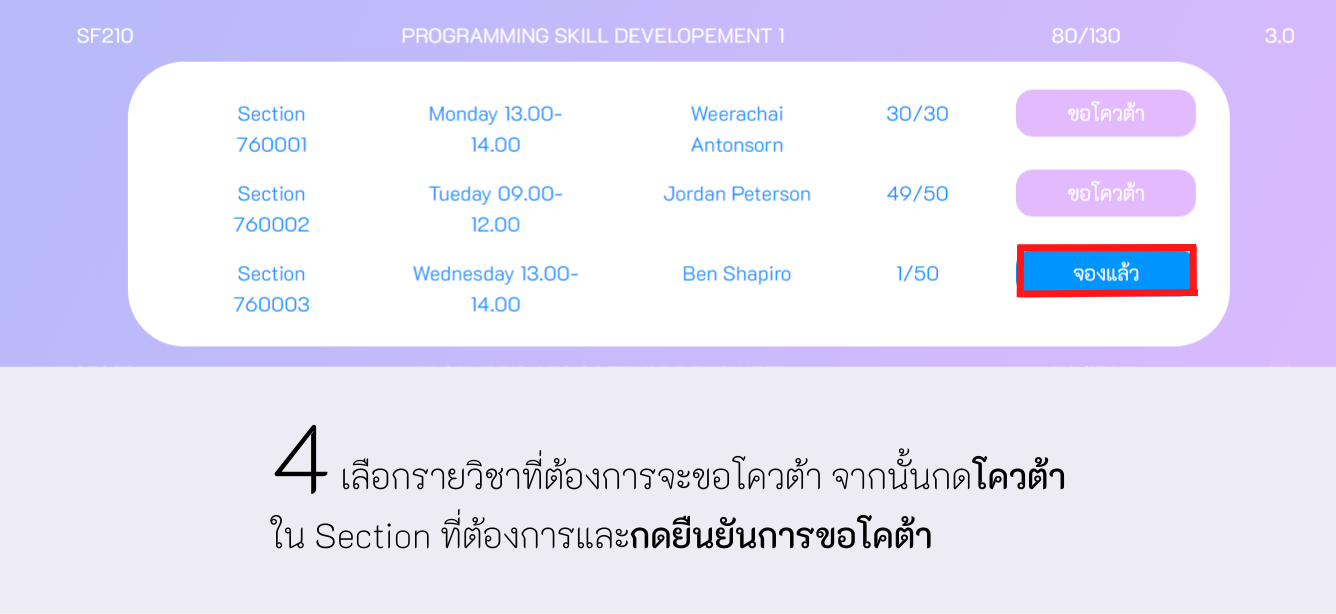 SF210 PROGRAMMING SKILL DEVELOPEMENT 1 80/130 3.0
Section Monday 13.00- Weerachai 30/30 ขอโควต้า
760001 14.00 Antonsorn
Section Tueday 09.00- Jordan Peterson 49/50 ขอโควต้า
760002 12.00
Section Wednesday 13.00- Ben Shapiro 1/50 จองแล้ว
760003 14.00
4 เลือกรายวิชาที่ต้องการจะขอโควต้า จากนั้นกดโควต้า
ใน Section ที่ต้องการและกดยืนยันการขอโคต้า